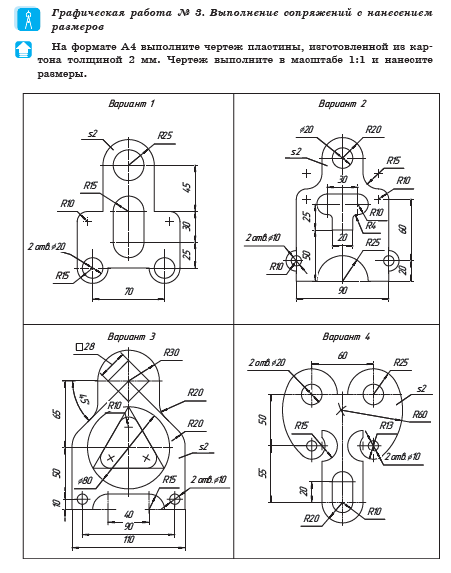 Графическая работа № 3. Выполнение сопряжений с нанесением
размеров
На формате А4 выполните чертеж пластины, изготовленной из кар-
тона толщиной 2 мм. Чертеж выполните в масштабе 1:1 и нанесите
размеры.
Вариант 1
s2
R25
R15
45
R10
30
2 отв.⌀20
25
R15
70
Вариант 2
⌀20
R20
s2
R15
30
R10
25
R10
R4
60
2 отв.⌀10
20
R25
50
R10
20
90
Вариант 3
□28
R30
45°
R20
R10
65
R20
s2
50
⌀80
R15
2 отв.⌀10
10
40
90
110
Вариант 4
60
2 отв.⌀20
R25
s2
50
R60
R15
R13
2 отв.⌀10
55
20
R20
R10